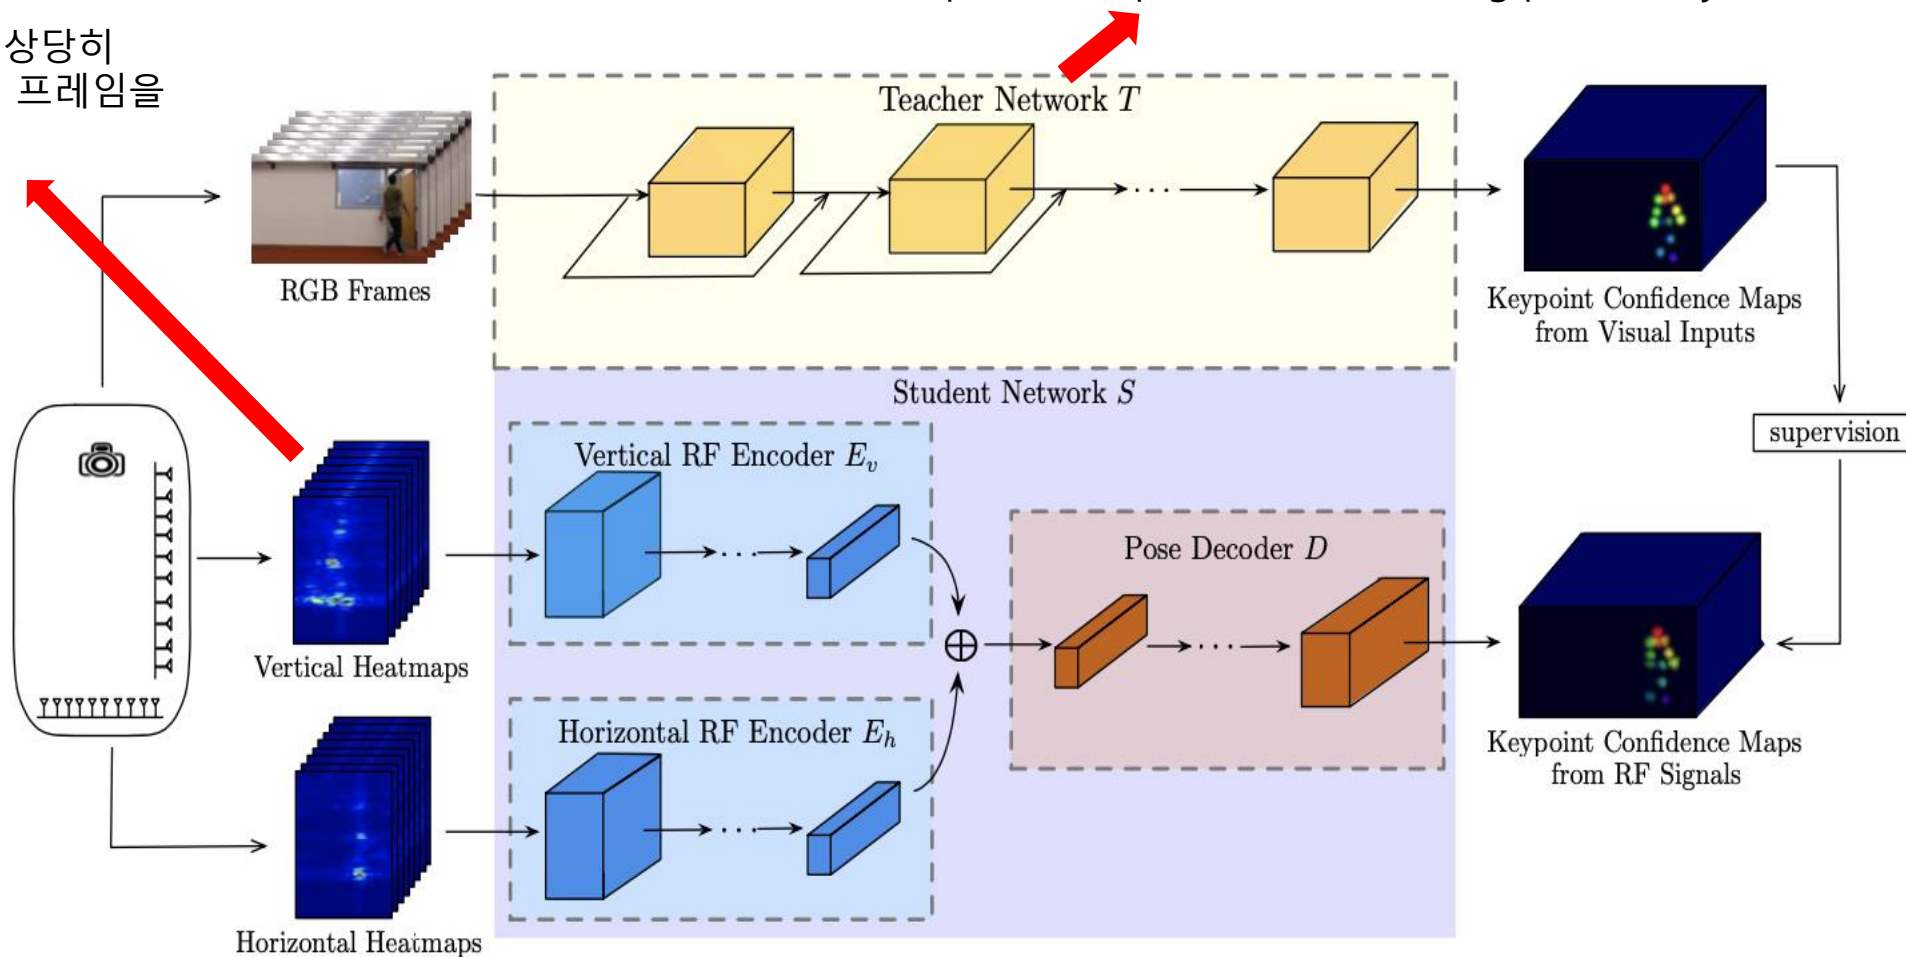 상당히
프레임을
Teacher Network T
RGB Frames
Keypoint Confidence Maps
from Visual Inputs
Student Network S
supervision
Vertical RF Encoder Ev
Pose Decoder D
Vertical Heatmaps
Horizontal RF Encoder Eh
Keypoint Confidence Maps
from RF Signals
Horizontal Heatmaps